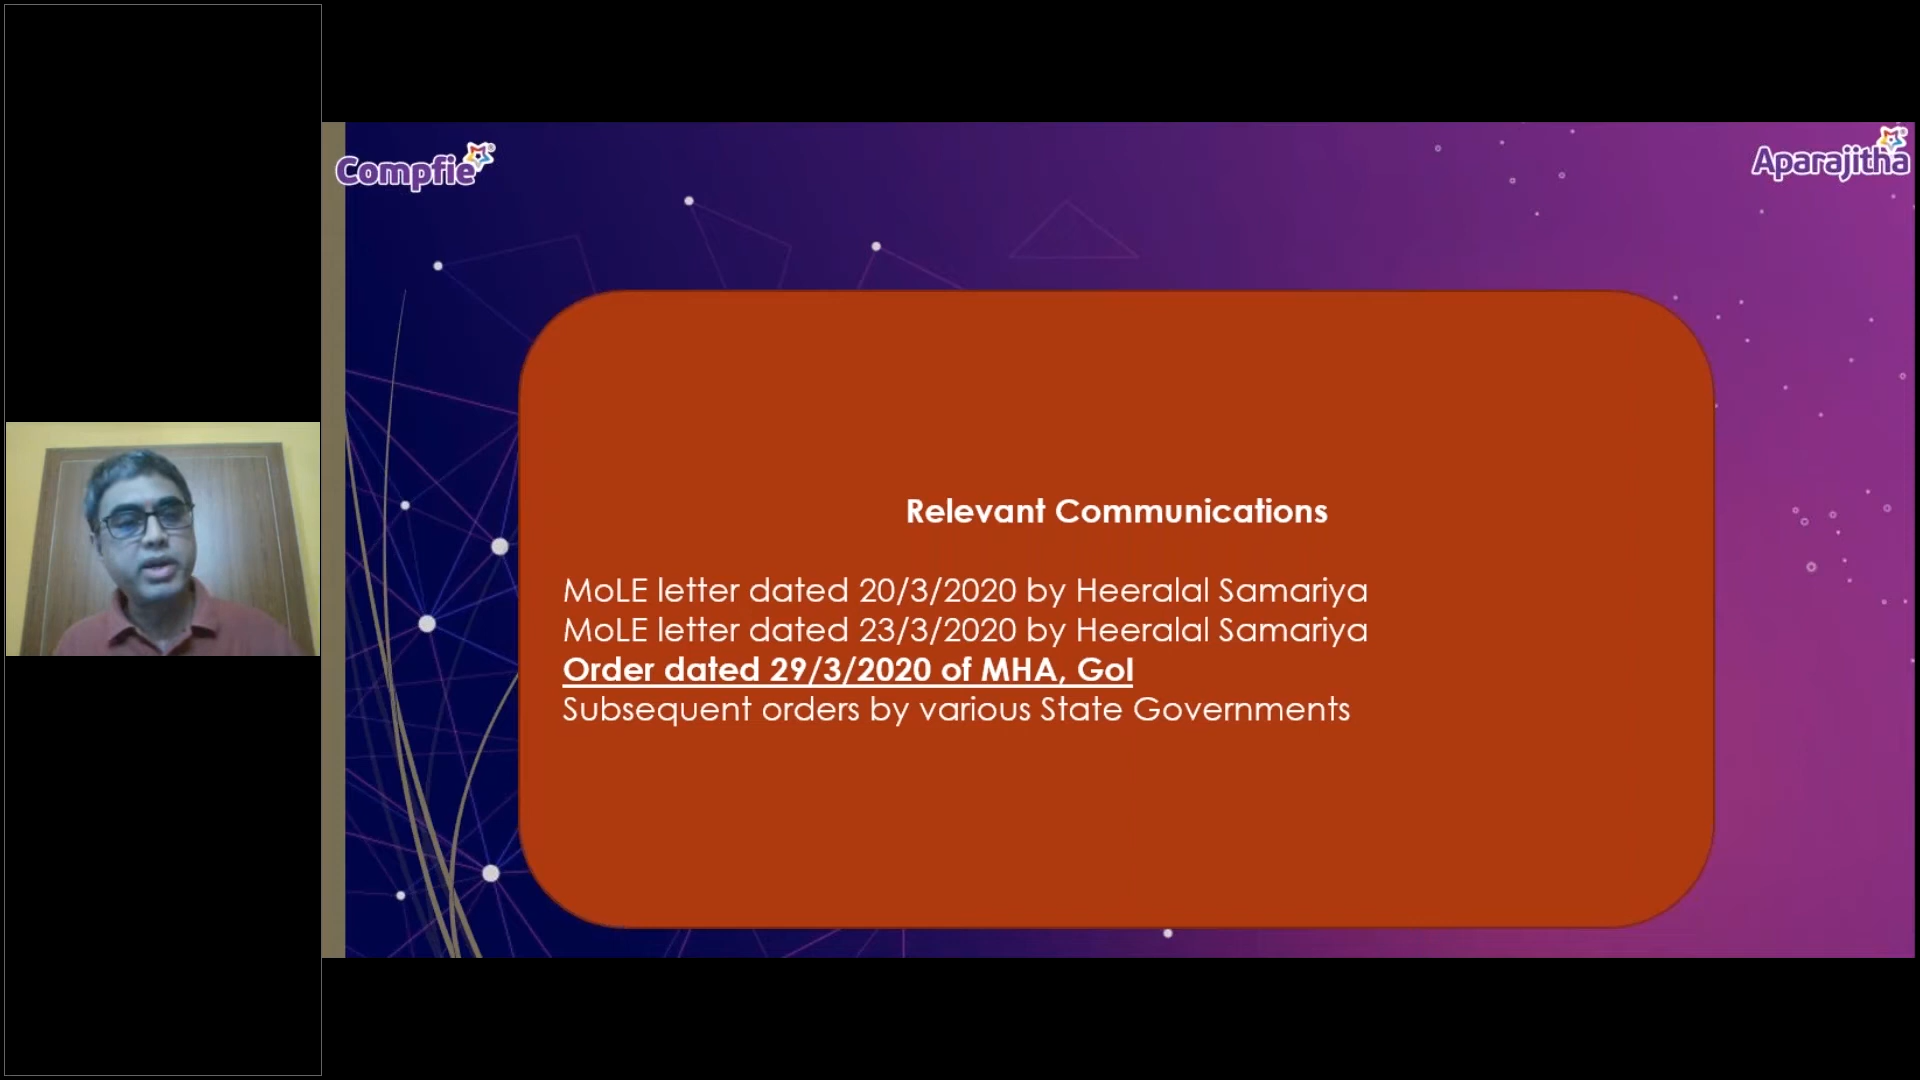 Compfie
Aparajitha
Relevant Communications
MoLE letter dated 20/3/2020 by Heeralal Samariya
MoLE letter dated 23/3/2020 by Heeralal Samariya
Order dated 29/3/2020 of MHA, GoI
Subsequent orders by various State Governments